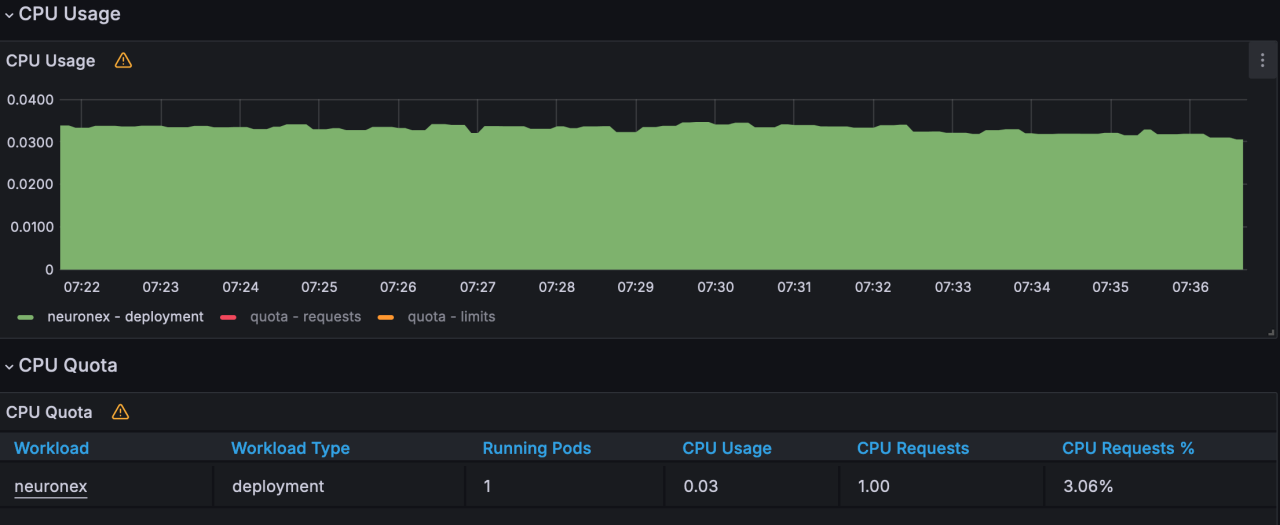 CPU Usage
CPU Usage
0.0400
0.0300
0.0200
0.0100
0
07:22 07:23 07:24 07:25 07:26 07:27 07:28 07:29 07:30 07:31 07:32 07:33 07:34 07:35 07:36
neuronex - deployment quota - requests quota - limits
CPU Quota
CPU Quota
Workload Workload Type Running Pods CPU Usage CPU Requests CPU Requests %
neuronex deployment 1 0.03 1.00 3.06%